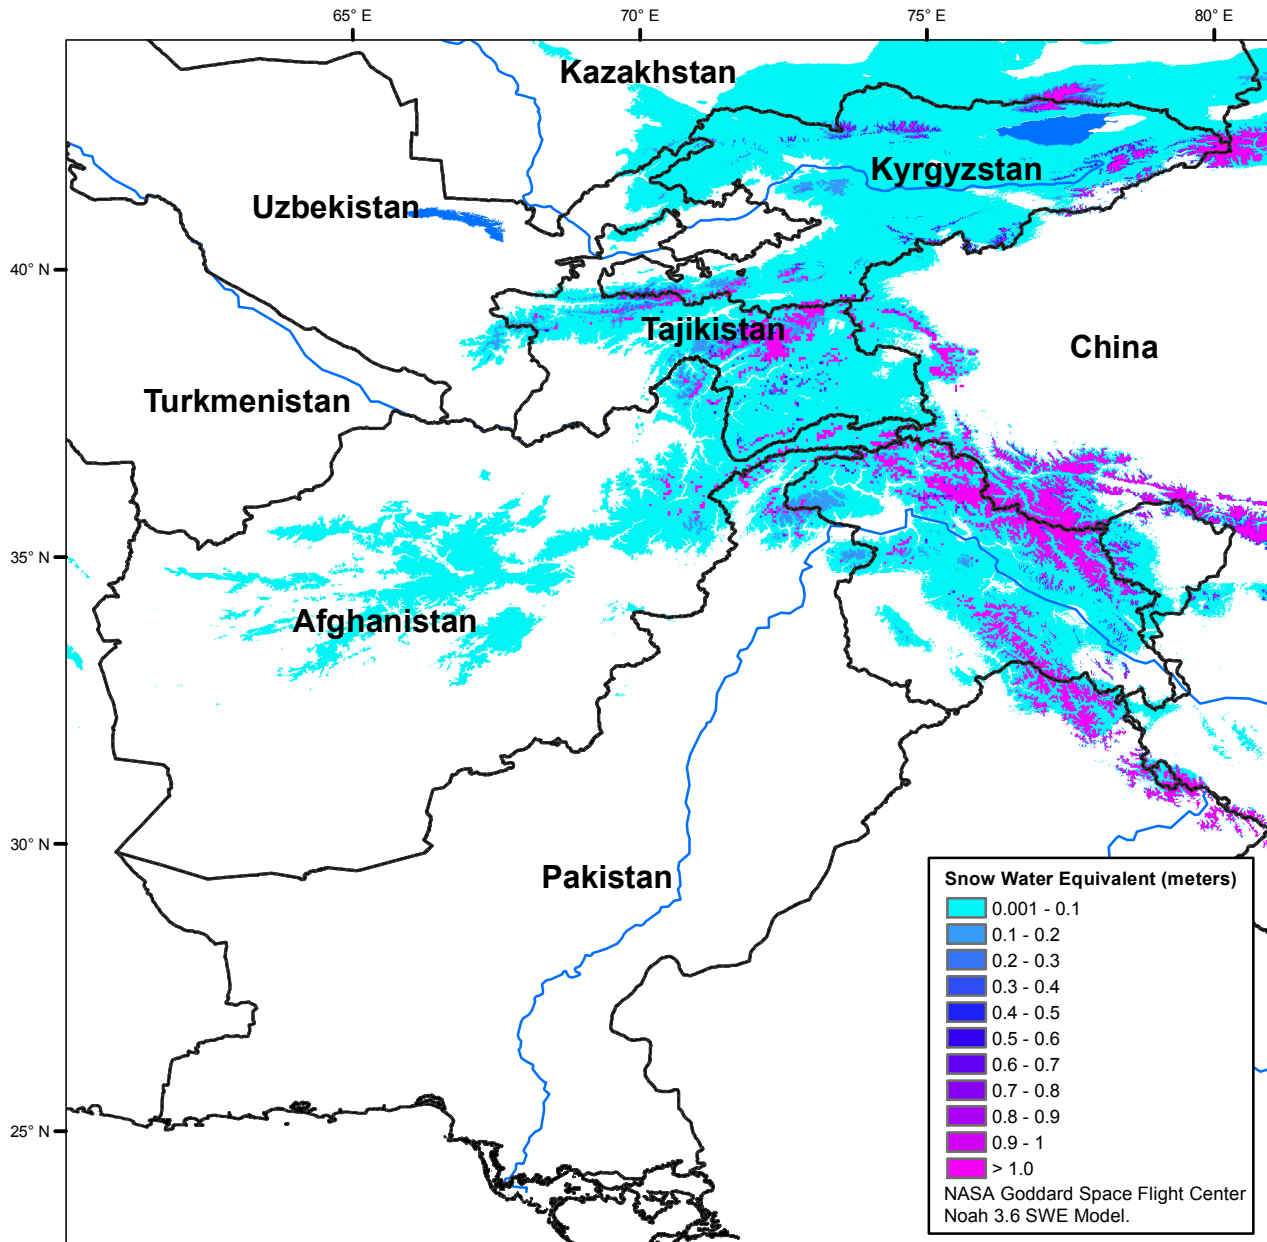 65° E
70° E
75° E
80° E
Kazakhstan
Kyrgyzstan
Uzbekistan
40° N
Tajikistan
China
Turkmenistan
35° N
Afghanistan
30° N
Pakistan
25° N
Snow Water Equivalent (meters)
0.001 - 0.1
0.1 - 0.2
0.2 - 0.3
0.3 - 0.4
0.4 - 0.5
0.5 - 0.6
0.6 - 0.7
0.7 - 0.8
0.8 - 0.9
0.9 - 1
> 1.0
NASA Goddard Space Flight Center
Noah 3.6 SWE Model.